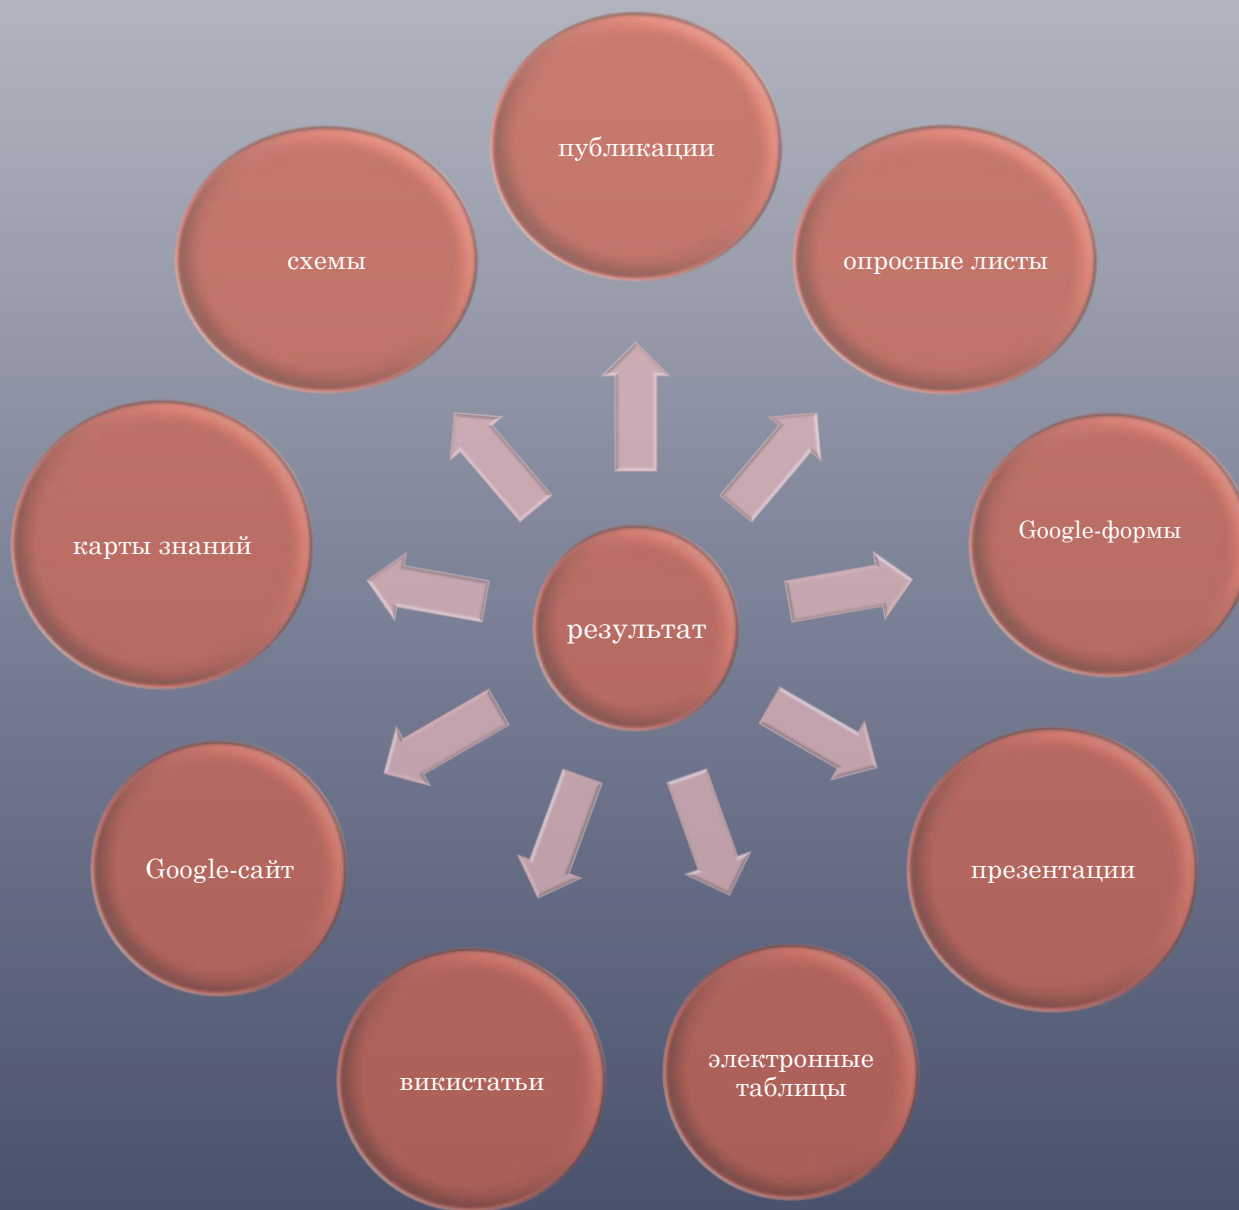 публикации
опросные листы
Google-формы
презентации
электронные
таблицы
викистатьи
Google-сайт
карты знаний
схемы
результат